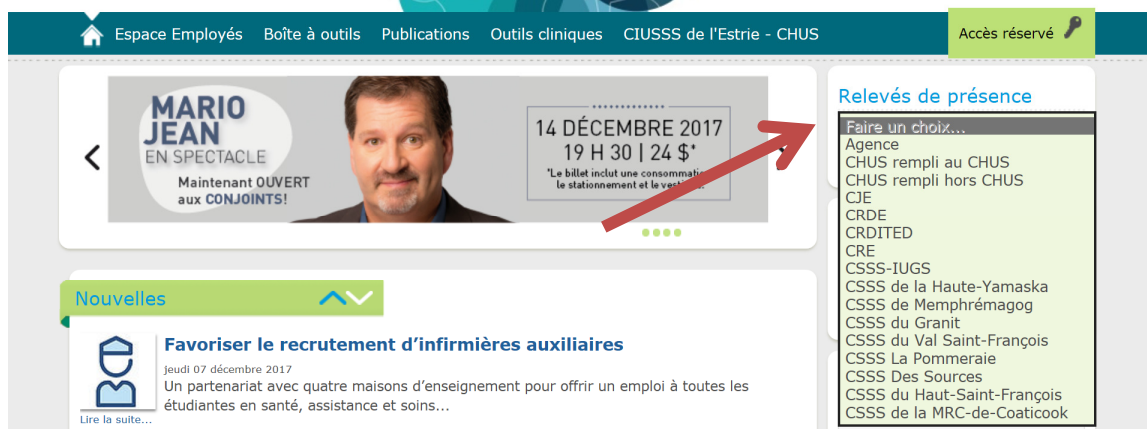 Espace Employés Boîte à outils Publications Outils cliniques CIUSSS de l'Estrie - CHUS Accès réservé
MARIO
JEAN
EN SPECTACLE
Maintenant OUVERT
aux CONJOINTS!
14 DÉCEMBRE 2017
19 H 30 | 24 $*
*Le billet inclut une consommation,
le stationnement et le
Relevés de présence
Faire un choix...
Agence
CHUS rempli au CHUS
CHUS rempli hors CHUS
CJE
CRDE
CRDITED
CRE
CSSS-IUGS
CSSS de la Haute-Yamaska
CSSS de Memphrémagog
CSSS du Granit
CSSS du Val Saint-François
CSSS La Pommeraie
CSSS Des Sources
CSSS du Haut-Saint-François
CSSS de la MRC-de-Coaticook
Nouvelles
Favoriser le recrutement d’infirmières auxiliaires
jeudi 07 décembre 2017
Un partenariat avec quatre maisons d’enseignement pour offrir un emploi à toutes les
étudiantes en santé, assistance et soins...
Lire la suite...